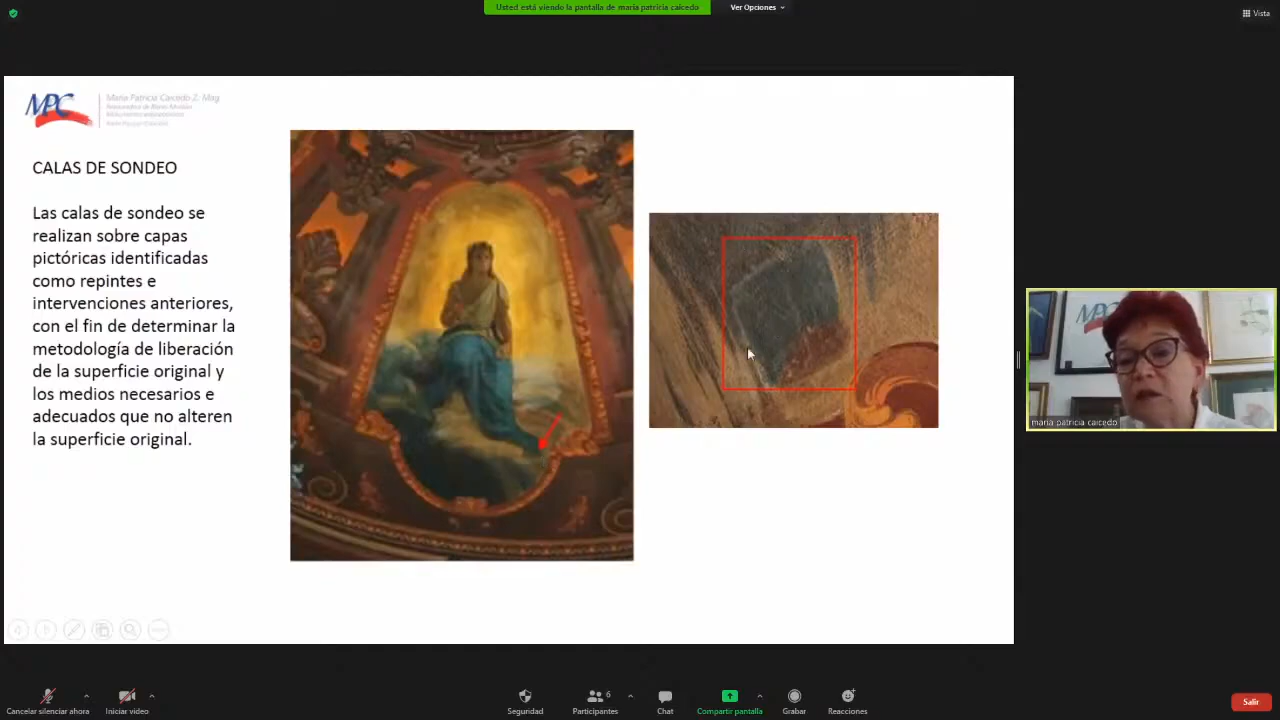 Usted está viendo la pantalla de maria patricia caicedo
Ver Opciones
Vista
MPC
Maria Patricia Caicedo Z. Mag
CALAS DE SONDEO
Las calas de sondeo se
realizan sobre capas
pictóricas identificadas
como repintes e
intervenciones anteriores,
con el fin de determinar la
metodología de liberación
de la superficie original y
los medios necesarios e
adecuados que no alteren
la superficie original.
MPC
maria patricia caicedo
Cancelar silenciar ahora
Iniciar video
Seguridad
6
Participantes
Chat
Compartir pantalla
Grabar
Reacciones
Salir